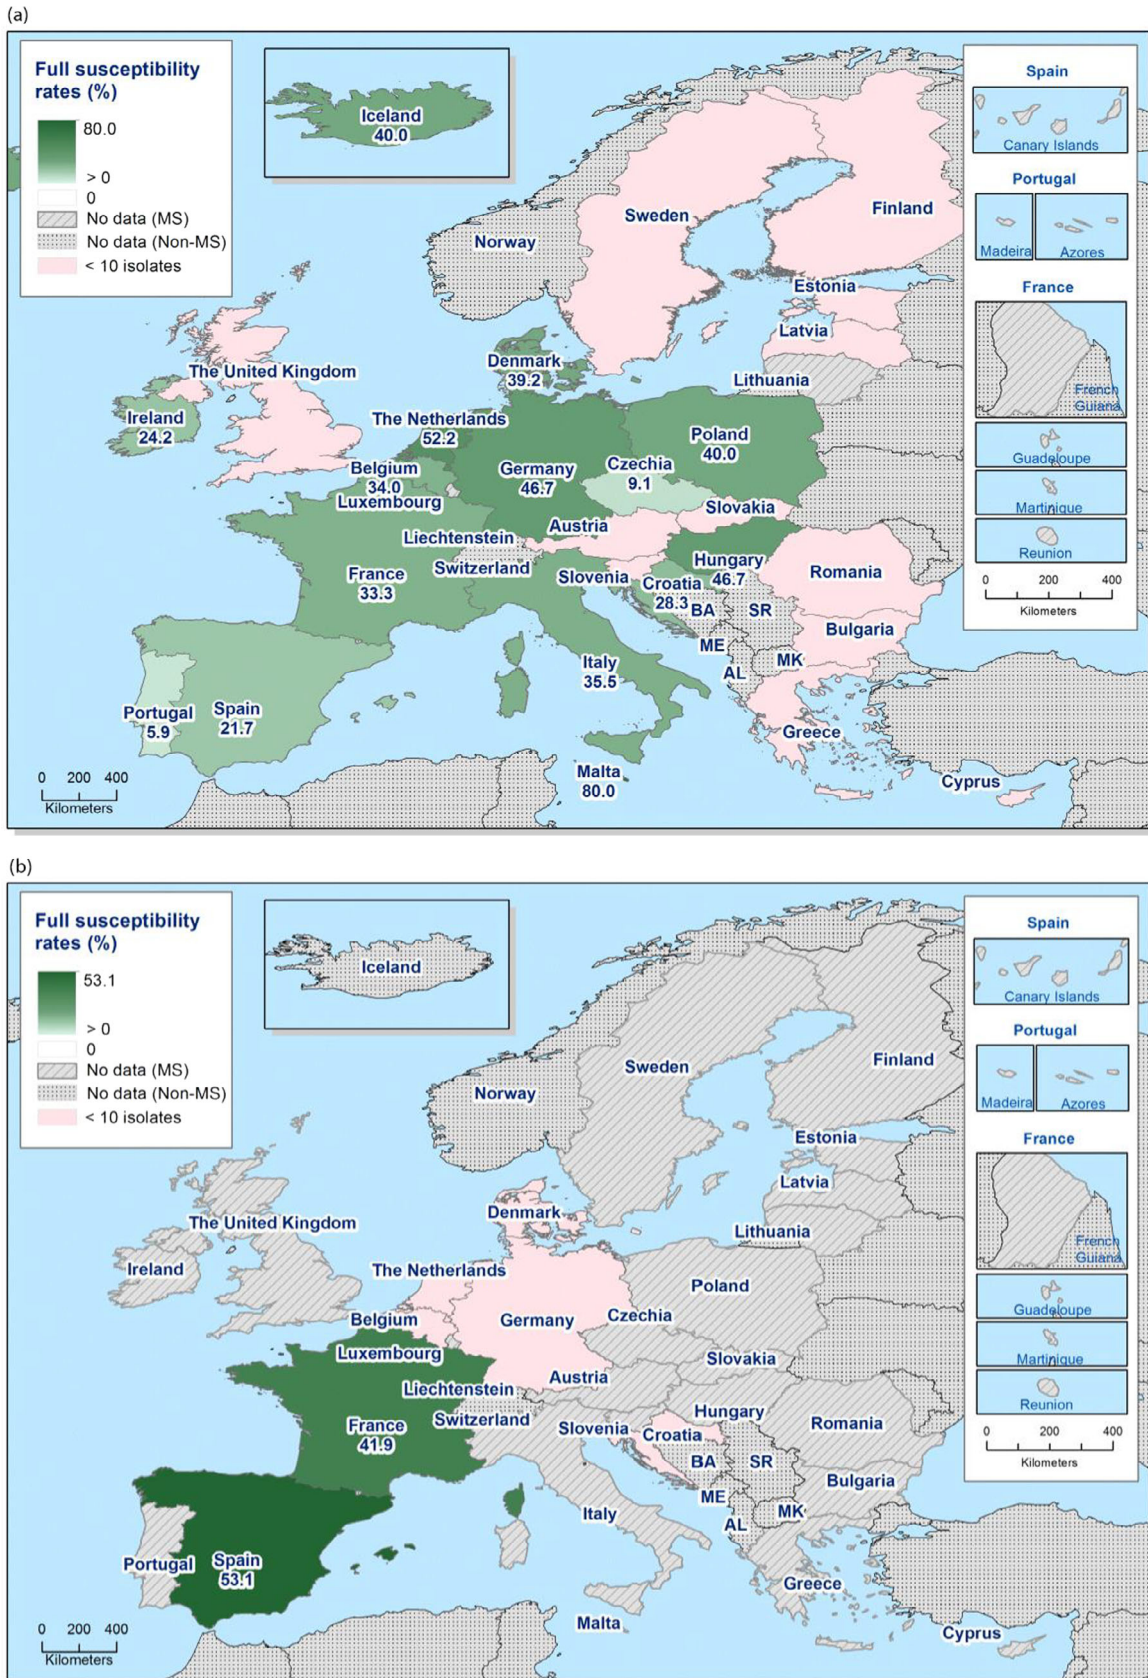 (a)
Full susceptibility
rates (%)
80.0
> 0
0
No data (MS)
No data (Non-MS)
< 10 isolates
Iceland
40.0
Spain
Canary Islands
Portugal
Madeira
Azores
France
French
Guiana
Guadeloupe
Martinique
Reunion
0 200 400
Kilometers
Norway
Sweden
Finland
Estonia
Latvia
Lithuania
Denmark
39.2
The United Kingdom
Ireland
24.2
The Netherlands
52.2
Belgium
34.0
Luxembourg
Germany
46.7
Poland
40.0
Czechia
9.1
Slovakia
Austria
Liechtenstein
Switzerland
France
33.3
Slovenia
Hungary
46.7
Croatia
28.3
Romania
BA
SR
Bulgaria
ME
MK
AL
Italy
35.5
Portugal
5.9
Spain
21.7
Greece
Malta
80.0
Cyprus
0 200 400
Kilometers
(b)
Full susceptibility
rates (%)
53.1
> 0
0
No data (MS)
No data (Non-MS)
< 10 isolates
Iceland
Spain
Canary Islands
Portugal
Madeira
Azores
France
French
Guiana
Guadeloupe
Martinique
Reunion
0 200 400
Kilometers
Norway
Sweden
Finland
Estonia
Latvia
Lithuania
Denmark
The United Kingdom
Ireland
The Netherlands
Belgium
Luxembourg
Germany
Poland
Czechia
Slovakia
Austria
Liechtenstein
Switzerland
France
41.9
Slovenia
Hungary
Croatia
Romania
BA
SR
Bulgaria
ME
MK
AL
Italy
Portugal
Spain
53.1
Greece
Malta
Cyprus
0 200 400
Kilometers